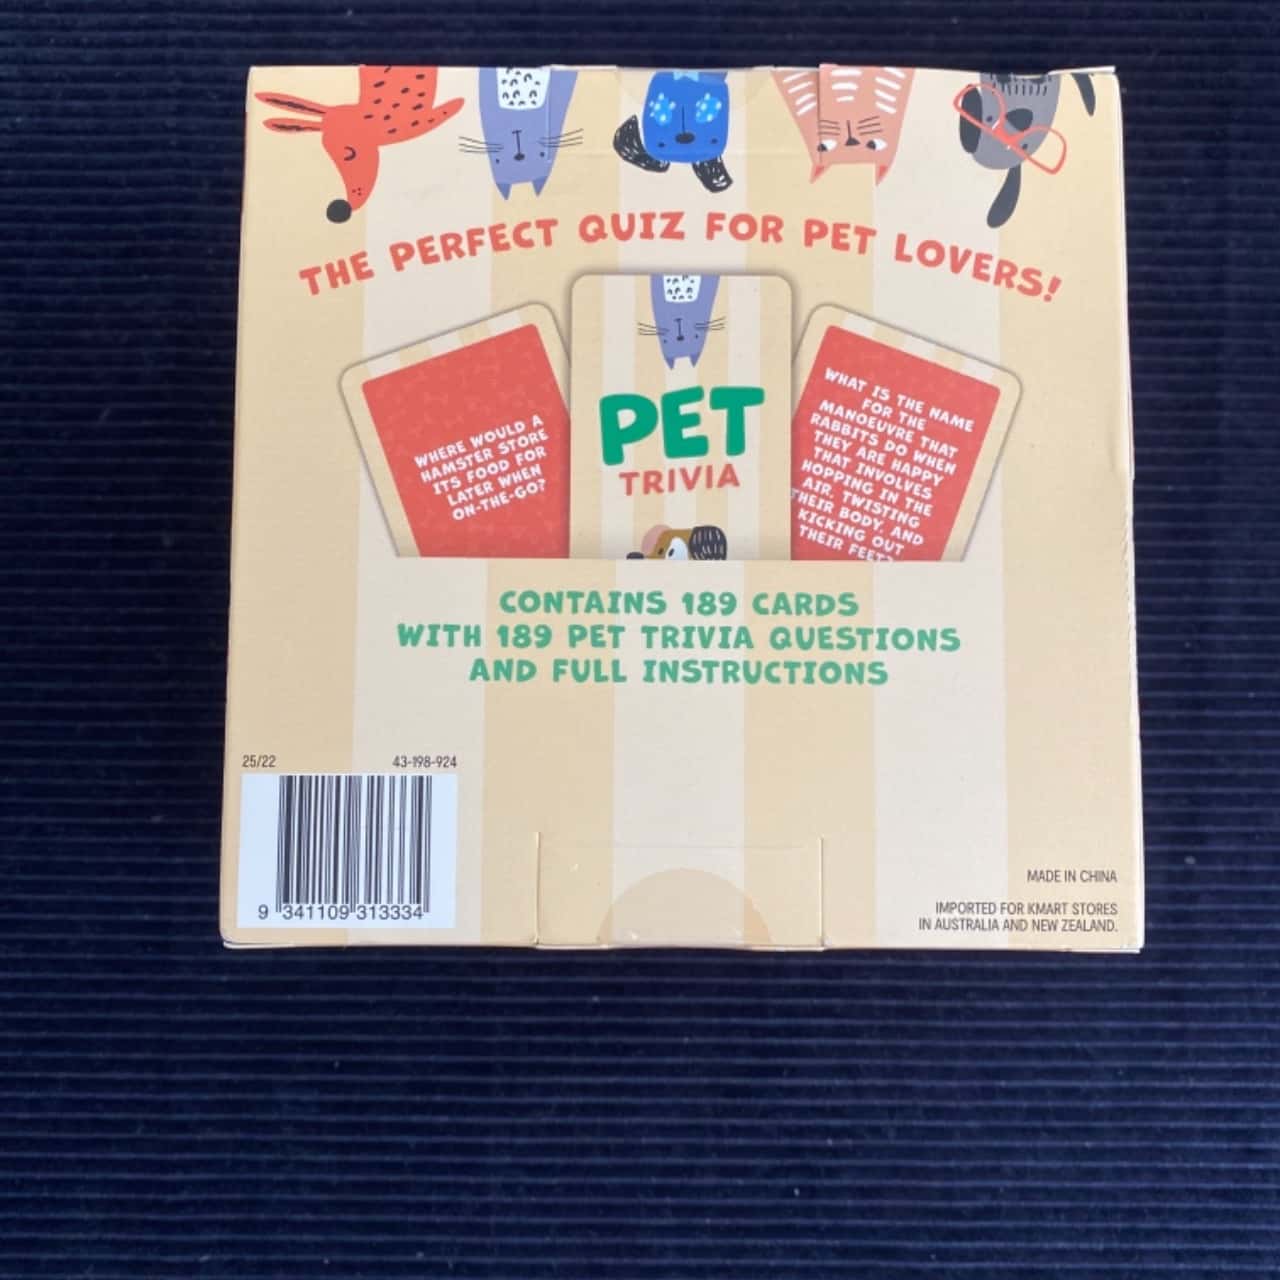 THE PERFECT QUIZ FOR PET LOVERS!
WHERE WOULD A
HAMSTER STORE
ITS FOOD FOR
LATER WHEN
ON-THE-GO?
PET
TRIVIA
WHAT IS THE NAME
FOR THE
MANOEUVRE THAT
RABBITS DO WHEN
THEY ARE HAPPY
THAT INVOLVES
HOPPING IN THE
AIR, TWISTING
THEIR BODY, AND
KICKING OUT
THEIR FEET?
CONTAINS 189 CARDS
WITH 189 PET TRIVIA QUESTIONS
AND FULL INSTRUCTIONS
25/22
43-198-924
9 341109 313334
MADE IN CHINA
IMPORTED FOR KMART STORES
IN AUSTRALIA AND NEW ZEALAND.